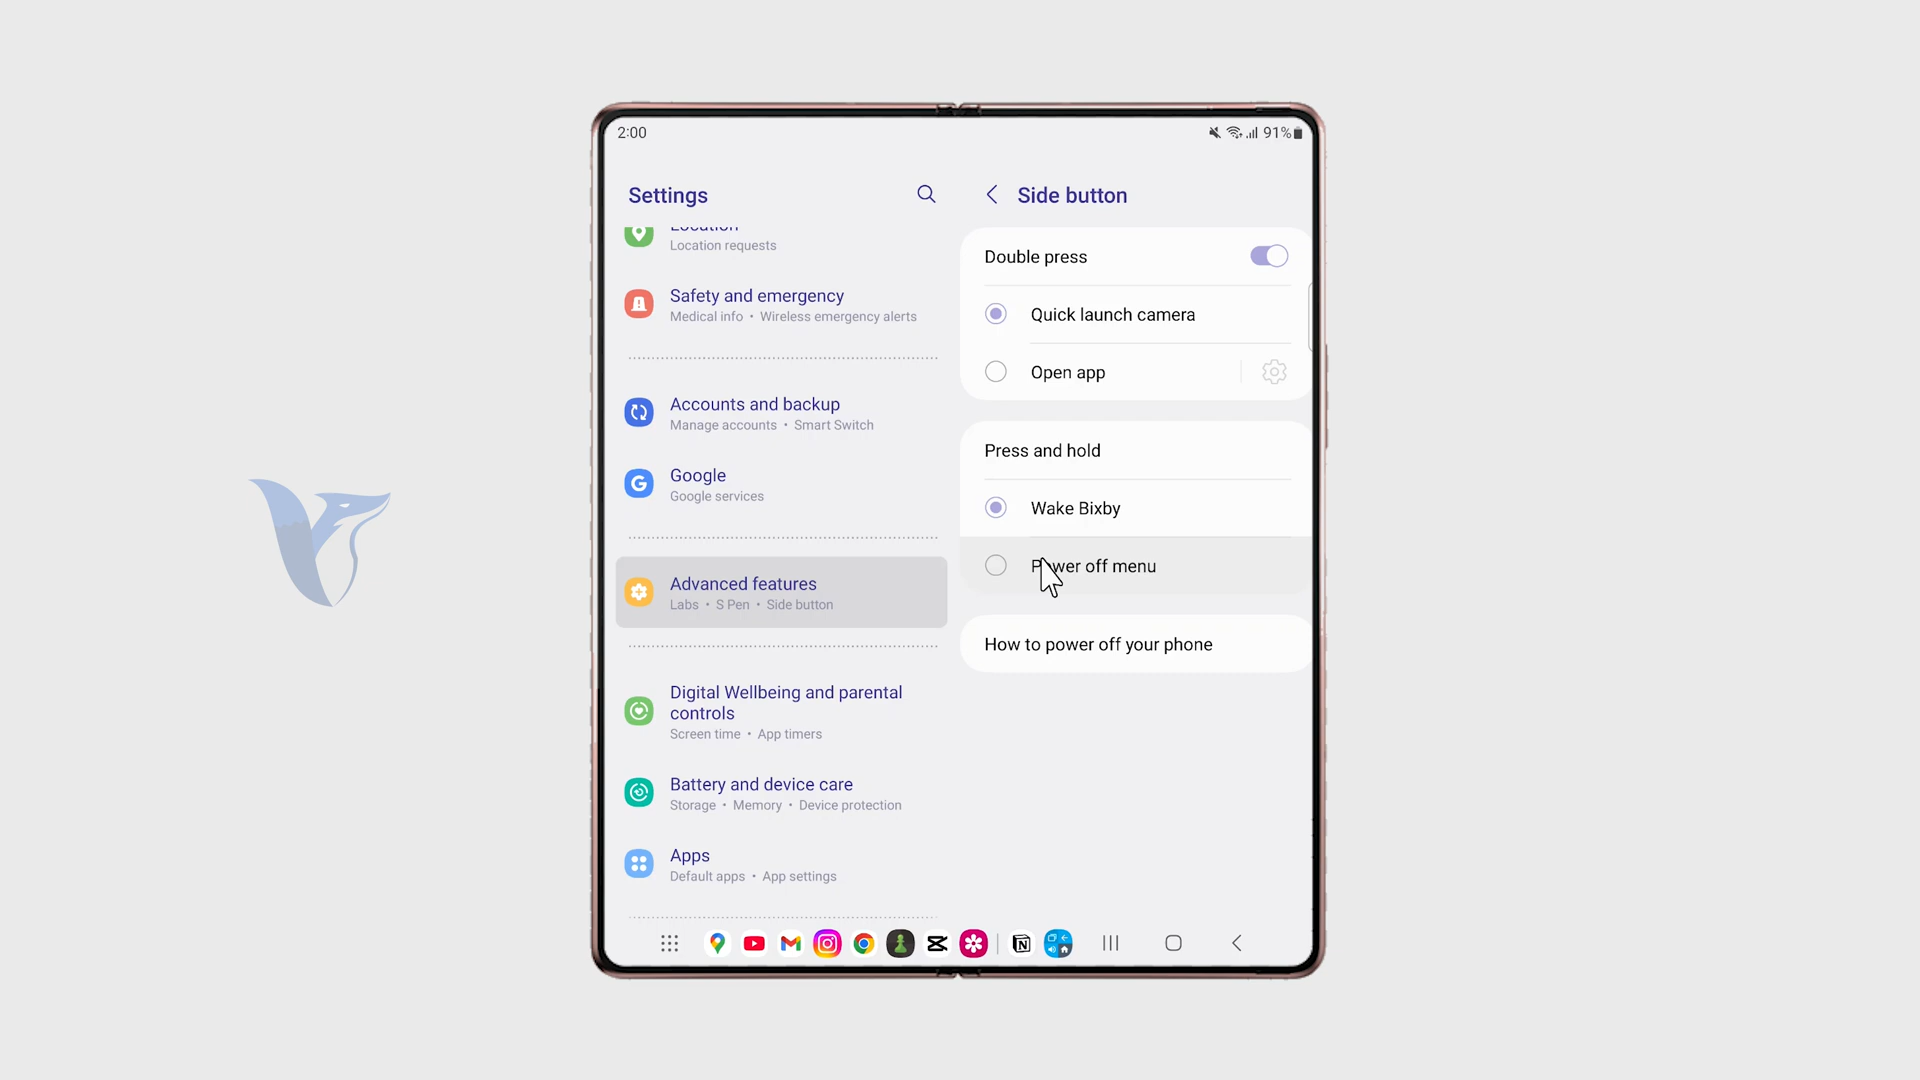 2:00
91%
Settings
Location
Location requests
Safety and emergency
Medical info • Wireless emergency alerts
Accounts and backup
Manage accounts • Smart Switch
Google
Google services
Advanced features
Labs • S Pen • Side button
Digital Wellbeing and parental
controls
Screen time • App timers
Battery and device care
Storage • Memory • Device protection
Apps
Default apps • App settings
Side button
Double press
Quick launch camera
Open app
Press and hold
Wake Bixby
Power off menu
How to power off your phone